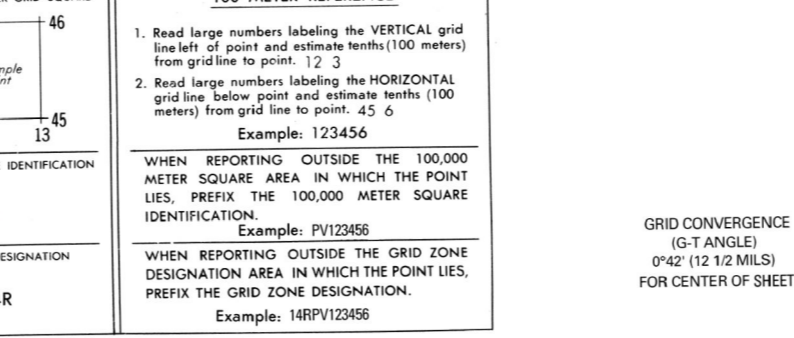 46
45
13
IDENTIFICATION
1. Read large numbers labeling the VERTICAL grid
line left of point and estimate tenths (100 meters)
from grid line to point. 12 3
2. Read large numbers labeling the HORIZONTAL
grid line below point and estimate tenths (100
meters) from grid line to point. 45 6
Example: 123456
WHEN REPORTING OUTSIDE THE 100,000
METER SQUARE AREA IN WHICH THE POINT
LIES, PREFIX THE 100,000 METER SQUARE
IDENTIFICATION.
Example: PV123456
WHEN REPORTING OUTSIDE THE GRID ZONE
DESIGNATION AREA IN WHICH THE POINT LIES,
PREFIX THE GRID ZONE DESIGNATION.
Example: 14RPV123456
GRID CONVERGENCE
(G-T ANGLE)
0°42' (12 1/2 MILS)
FOR CENTER OF SHEET